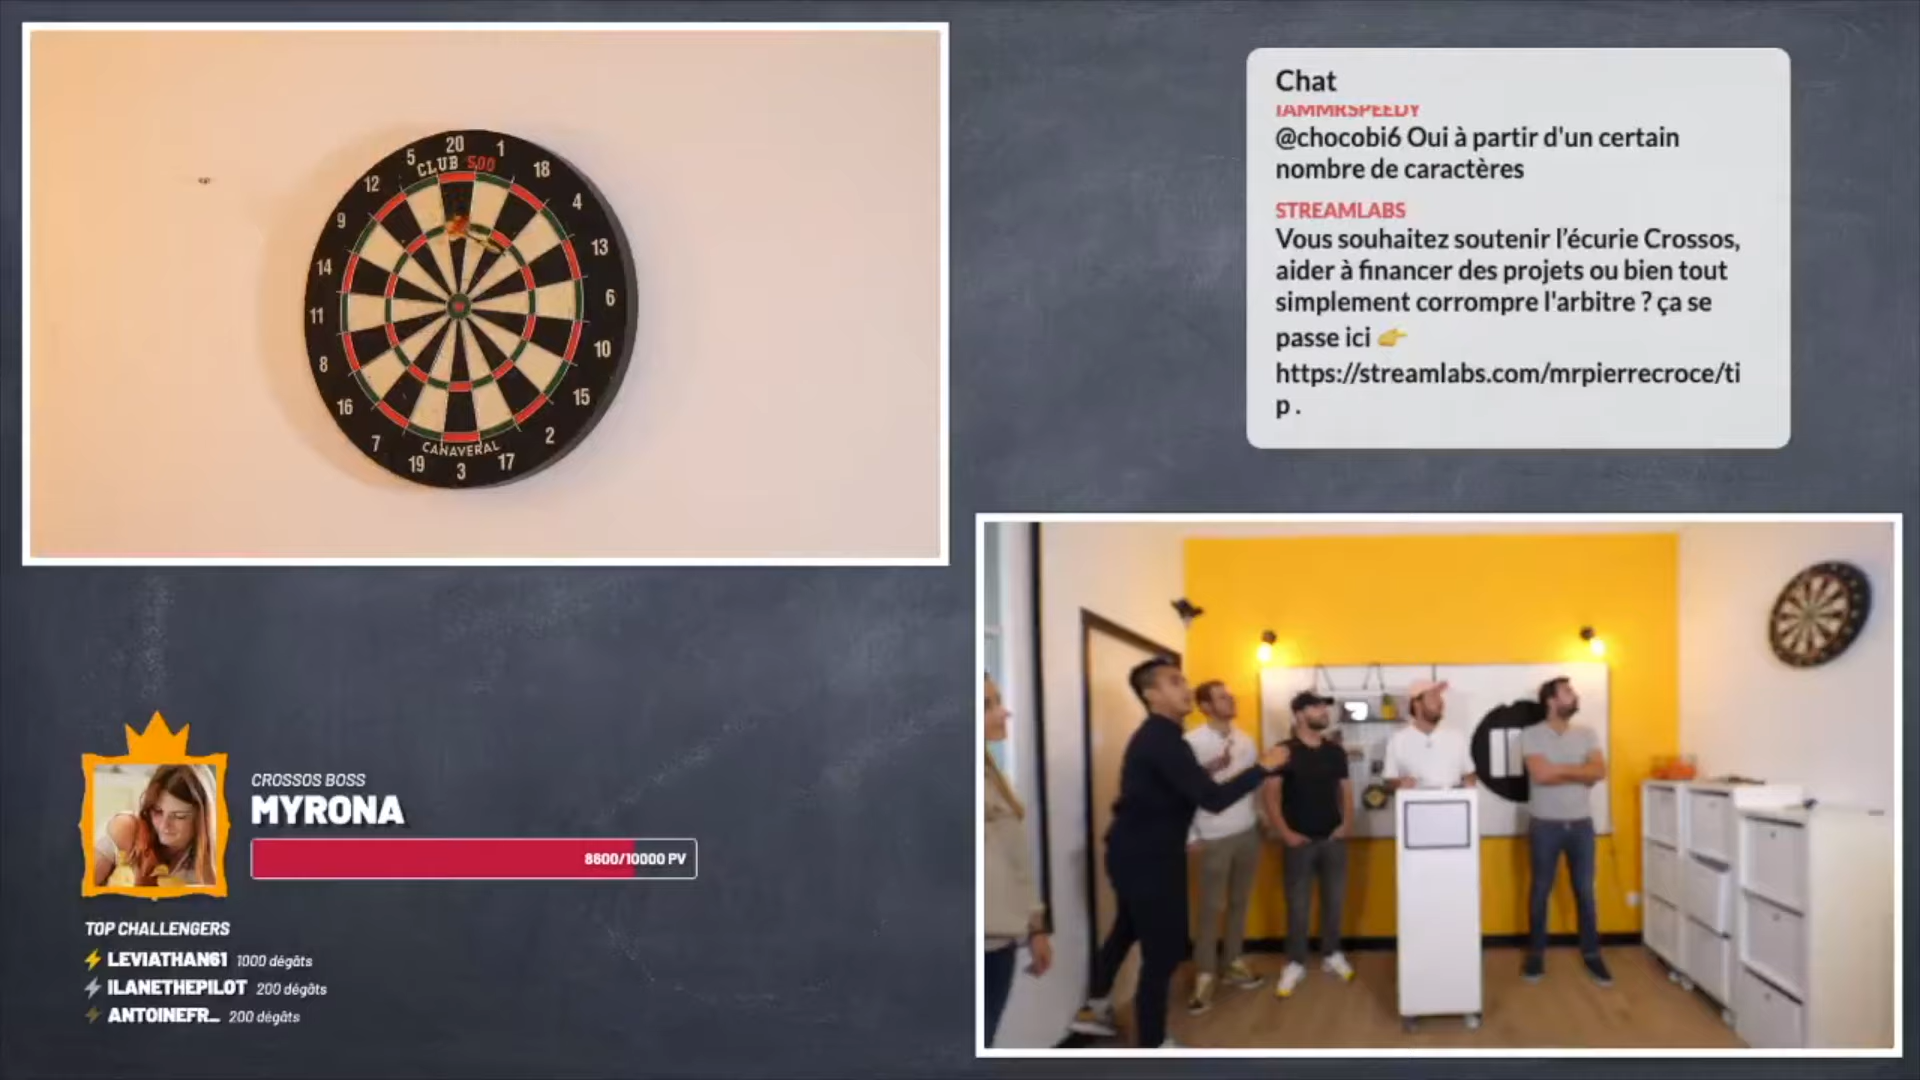 20
1
5
CLUB 500
18
12
4
9
13
14
6
11
10
8
15
16
2
7
CANAVERAL
19
17
3
Chat
IAMMRSPEEDY
@chocobi6 Oui à partir d'un certain
nombre de caractères
STREAMLABS
Vous souhaitez soutenir l'écurie Crossos,
aider à financer des projets ou bien tout
simplement corrompre l'arbitre ? ça se
passe ici 👉
https://streamlabs.com/mrpierrecroce/ti
p .
CROSSOS BOSS
MYRONA
8600/10000 PV
TOP CHALLENGERS
LEVIATHAN61 1000 dégâts
ILANETHEPILOT 200 dégâts
ANTOINEFR_ 200 dégâts